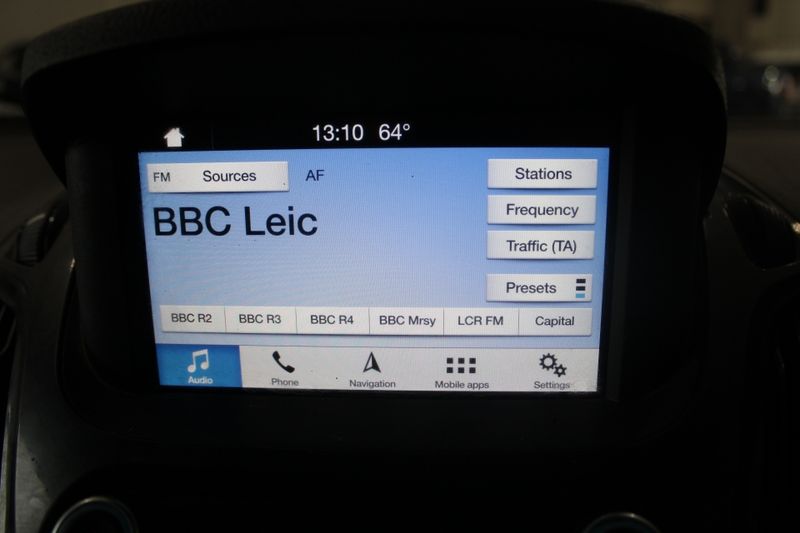 13:10 64°
FM Sources AF
Stations
BBC Leic
Frequency
Traffic (TA)
Presets
BBC R2 BBC R3 BBC R4 BBC Mrsy LCR FM Capital
Audio Phone Navigation Mobile apps Settings